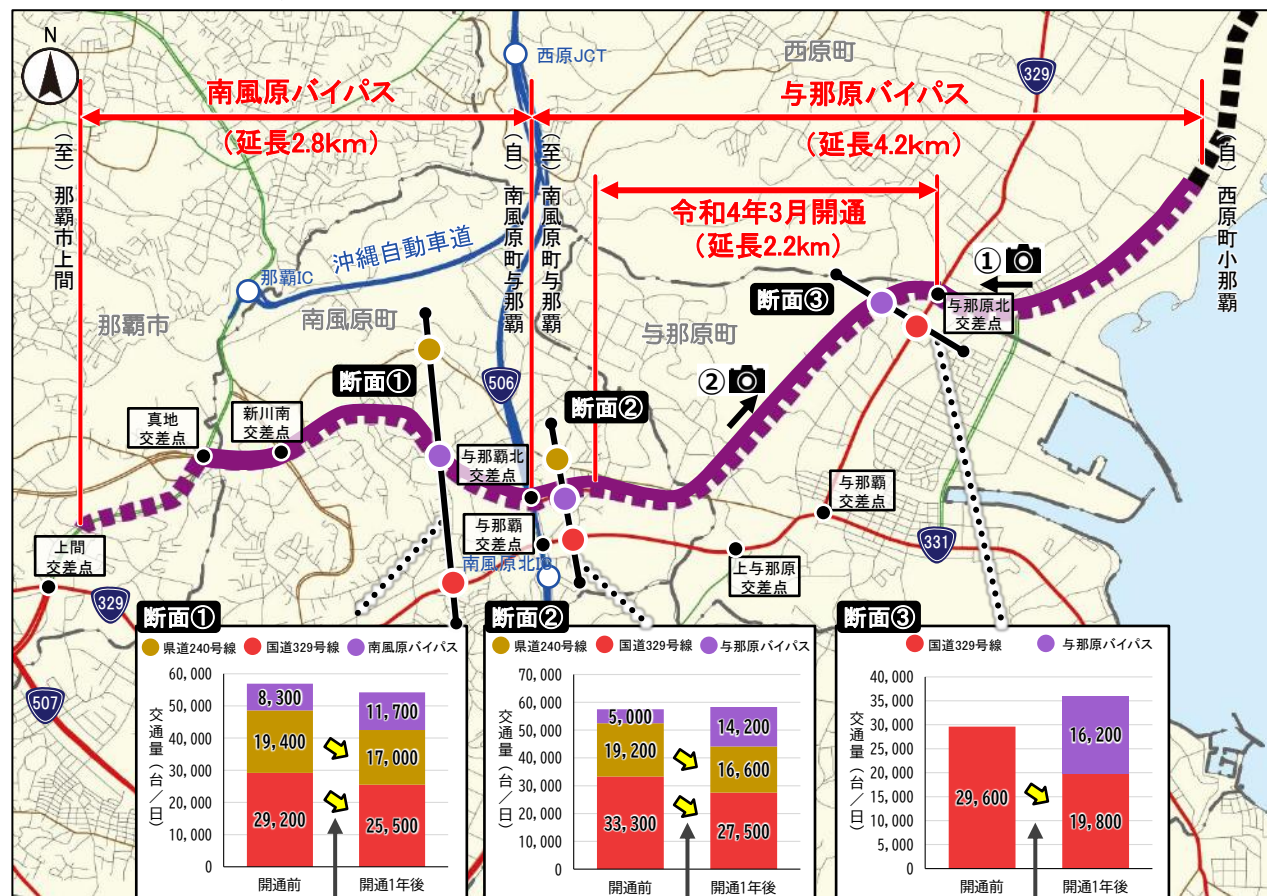 N
西原JCT
西原町
329
南風原バイパス
(延長2.8km)
与那原バイパス
(延長4.2km)
(至)那覇市上間
(自)南風原町与那覇
(至)南風原町与那覇
(自)西原町小那覇
令和4年3月開通
(延長2.2km)
沖縄自動車道
那覇IC
那覇市
南風原町
与那原町
①
断面③
与那原北
交差点
断面①
506
②
断面②
真地
交差点
新川南
交差点
与那覇北
交差点
与那覇
交差点
与那覇
交差点
南風原北IC
上与那原
交差点
331
上間
交差点
329
507
断面①
県道240号線 国道329号線 南風原バイパス
交通量(台/日)
60,000
50,000
40,000
30,000
20,000
10,000
0
8,300
19,400
29,200
11,700
17,000
25,500
開通前 開通1年後
断面②
県道240号線 国道329号線 与那原バイパス
交通量(台/日)
70,000
60,000
50,000
40,000
30,000
20,000
10,000
0
5,000
19,200
33,300
14,200
16,600
27,500
開通前 開通1年後
断面③
国道329号線 与那原バイパス
交通量(台/日)
40,000
35,000
30,000
25,000
20,000
15,000
10,000
5,000
0
29,600
16,200
19,800
開通前 開通1年後